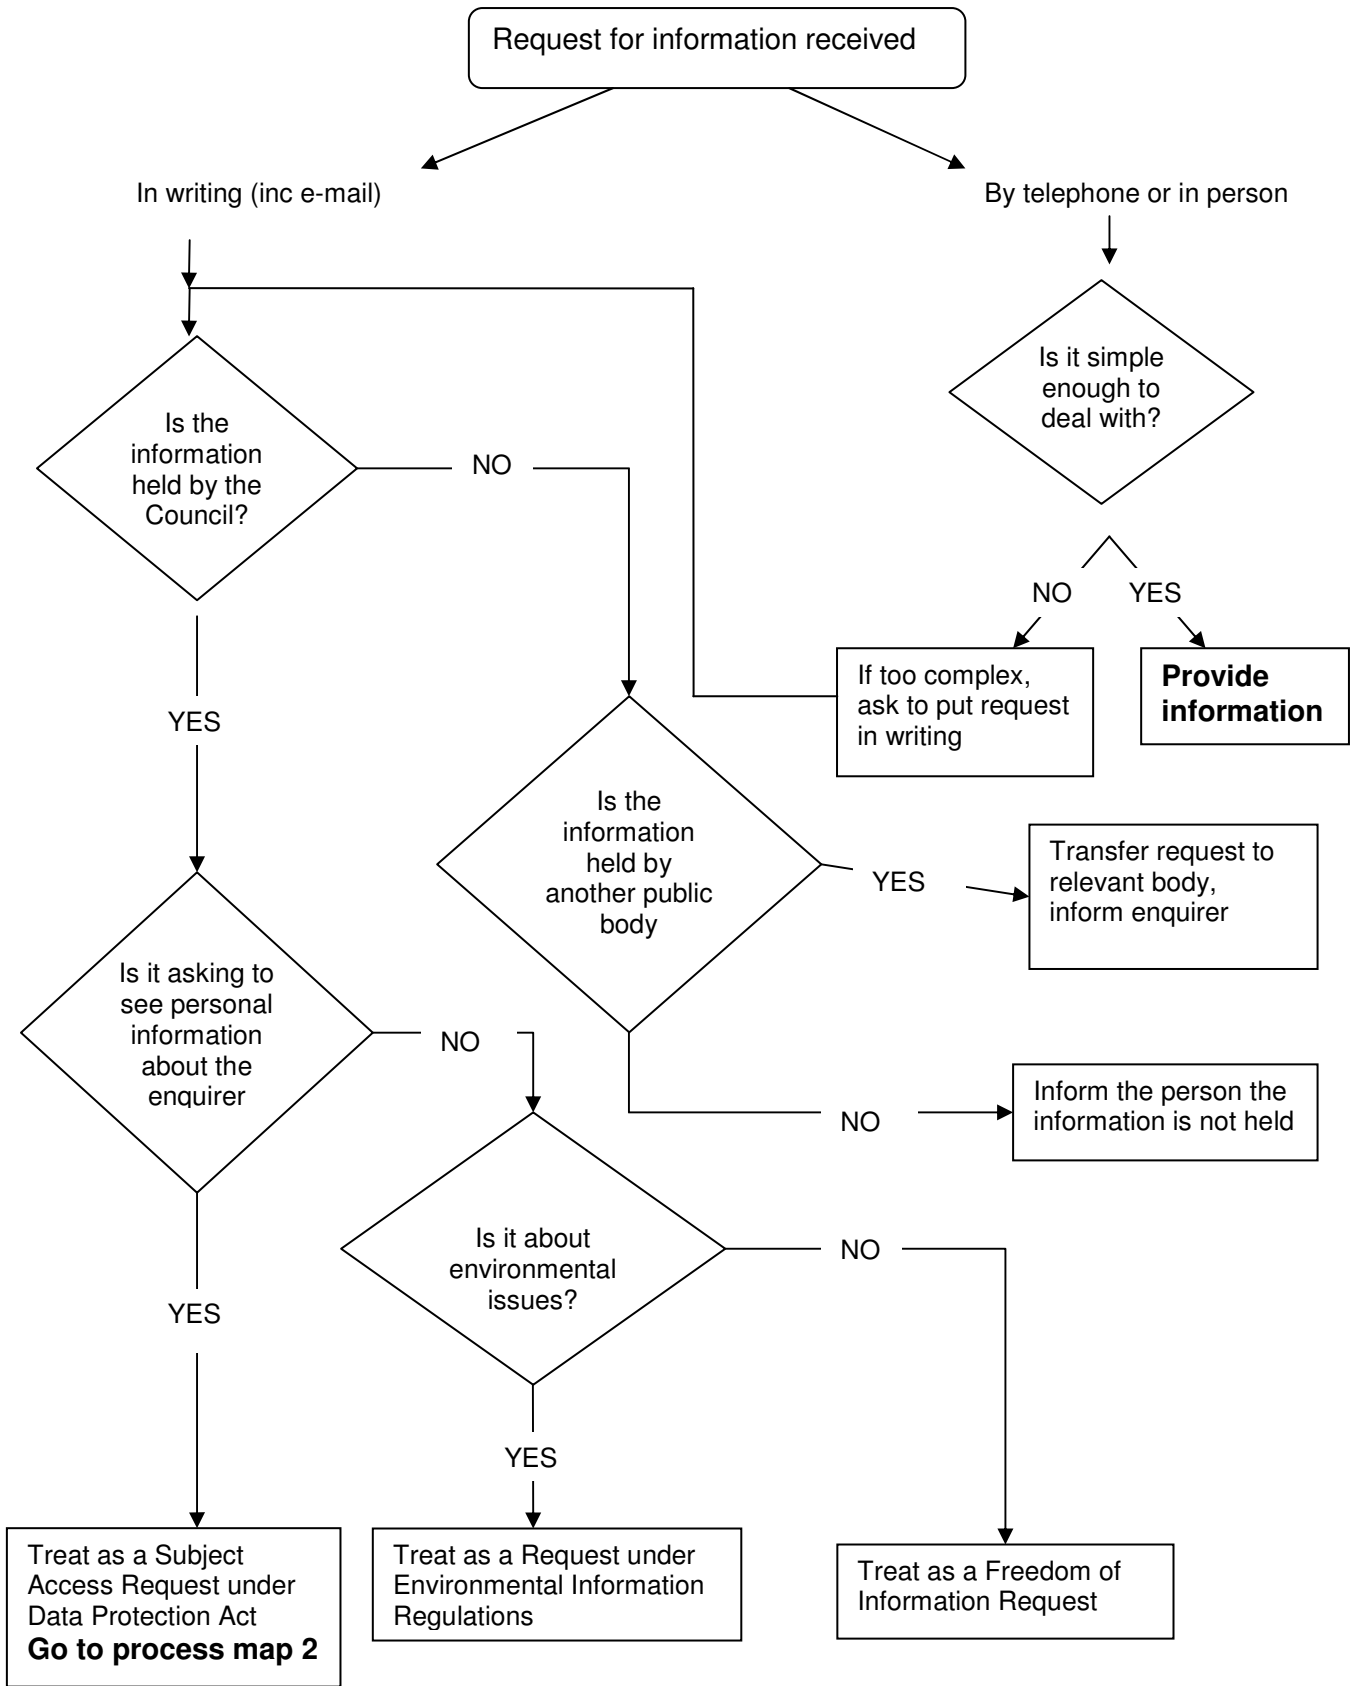 Request for information received
In writing (inc e-mail)
By telephone or in person
Is it simple
enough to
deal with?
Is the
information
held by the
Council?
NO
NO
YES
If too complex,
ask to put request
in writing
Provide
information
YES
Is the
information
held by
another public
body
YES
Transfer request to
relevant body,
inform enquirer
Is it asking to
see personal
information
about the
enquirer
NO
NO
Inform the person the
information is not held
Is it about
environmental
issues?
NO
YES
YES
Treat as a Subject
Access Request under
Data Protection Act
Go to process map 2
Treat as a Request under
Environmental Information
Regulations
Treat as a Freedom of
Information Request